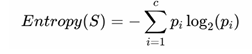 Entropy(S) = − ∑_{i=1}^{c} p_i log_2(p_i)